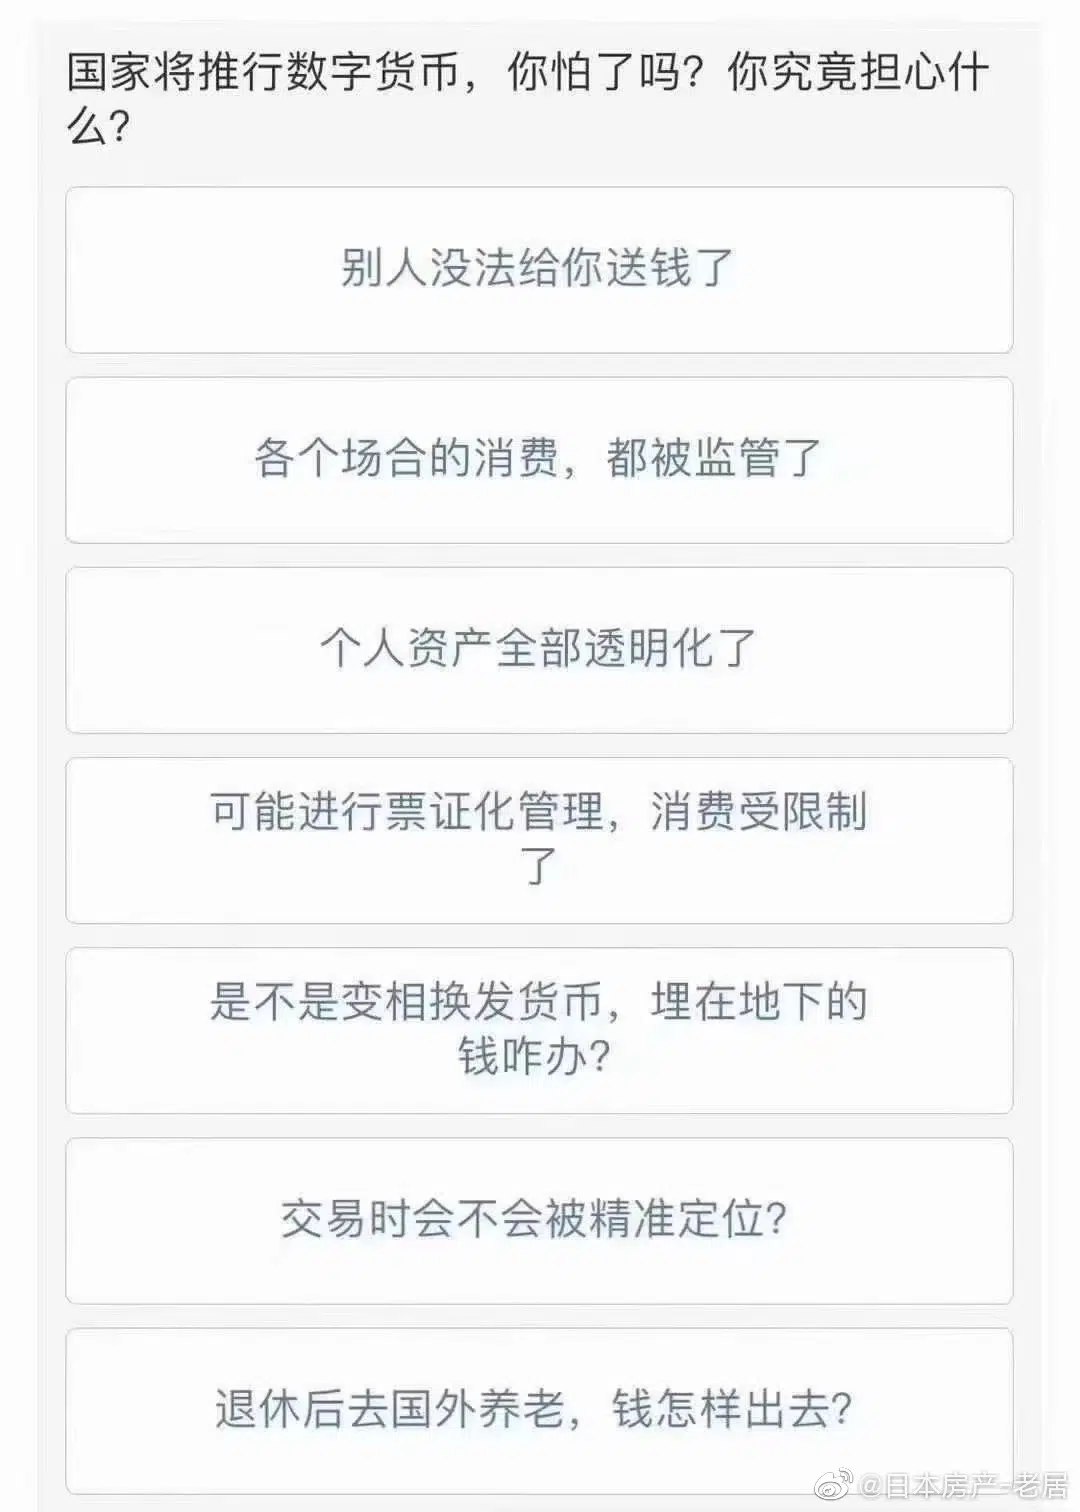 国家将推行数字货币，你怕了吗？你究竟担心什
么？
别人没法给你送钱了
各个场合的消费，都被监管了
个人资产全部透明化了
可能进行票证化管理，消费受限制
了
是不是变相换发货币，埋在地下的
钱咋办？
交易时会不会被精准定位？
退休后去国外养老，钱怎样出去？
@日本房产-老居